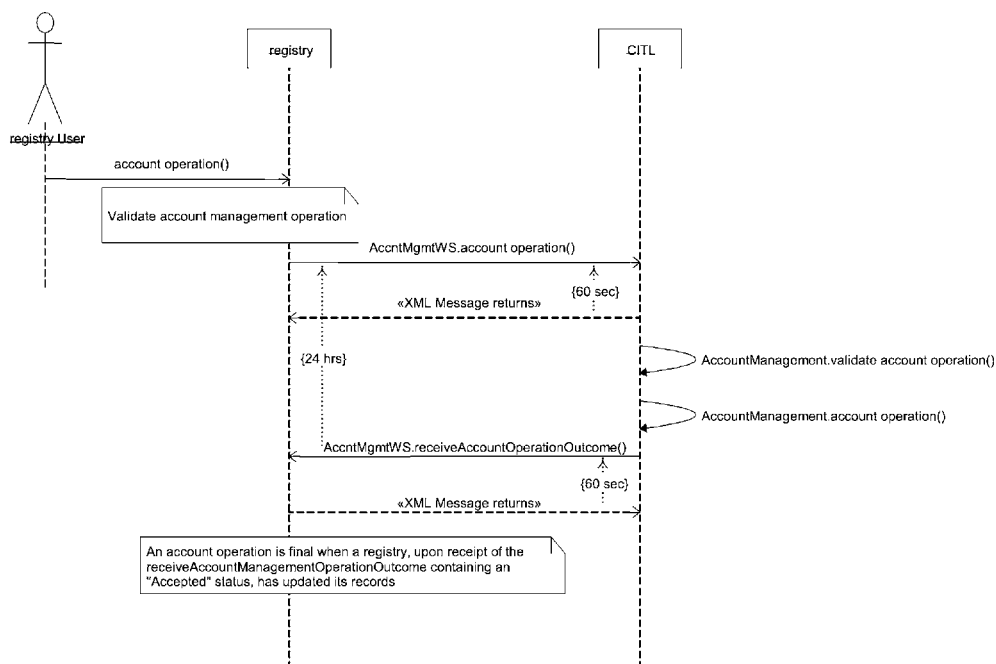 registry
CITL
registry User
account operation()
Validate account management operation
AccntMgmtWS.account operation()
{60 sec}
«XML Message returns»
{24 hrs}
AccountManagement.validate account operation()
AccountManagement.account operation()
AccntMgmtWS.receiveAccountOperationOutcome()
{60 sec}
«XML Message returns»
An account operation is final when a registry, upon receipt of the
receiveAccountManagementOperationOutcome containing an
"Accepted" status, has updated its records